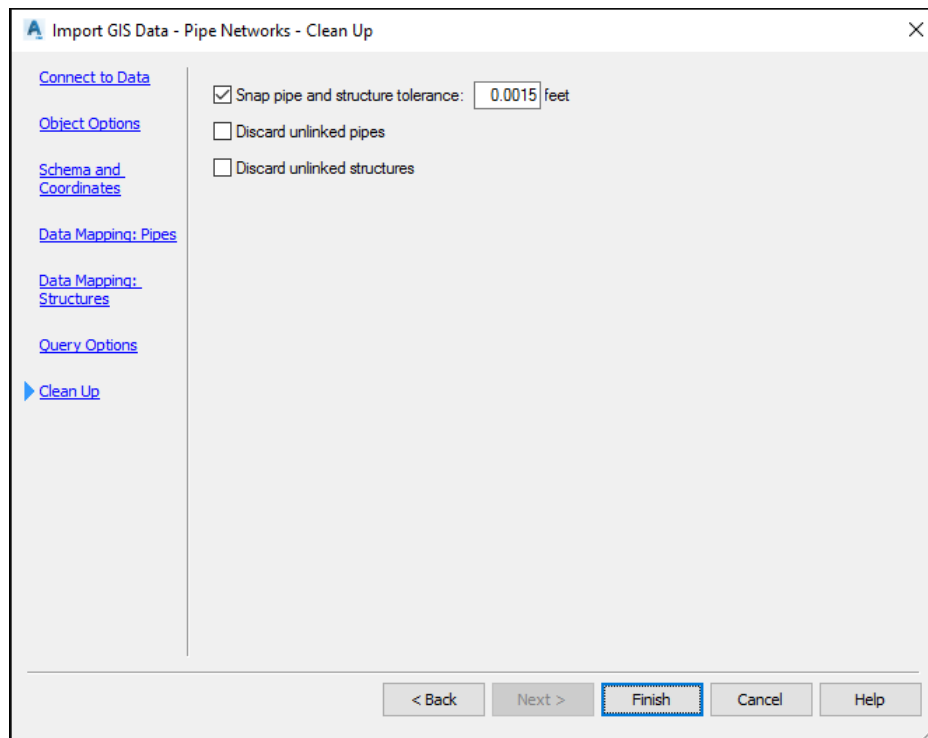 Import GIS Data - Pipe Networks - Clean Up
Connect to Data
Object Options
Schema and
Coordinates
Data Mapping: Pipes
Data Mapping:
Structures
Query Options
Clean Up
Snap pipe and structure tolerance: 0.0015 feet
Discard unlinked pipes
Discard unlinked structures
< Back Next > Finish Cancel Help